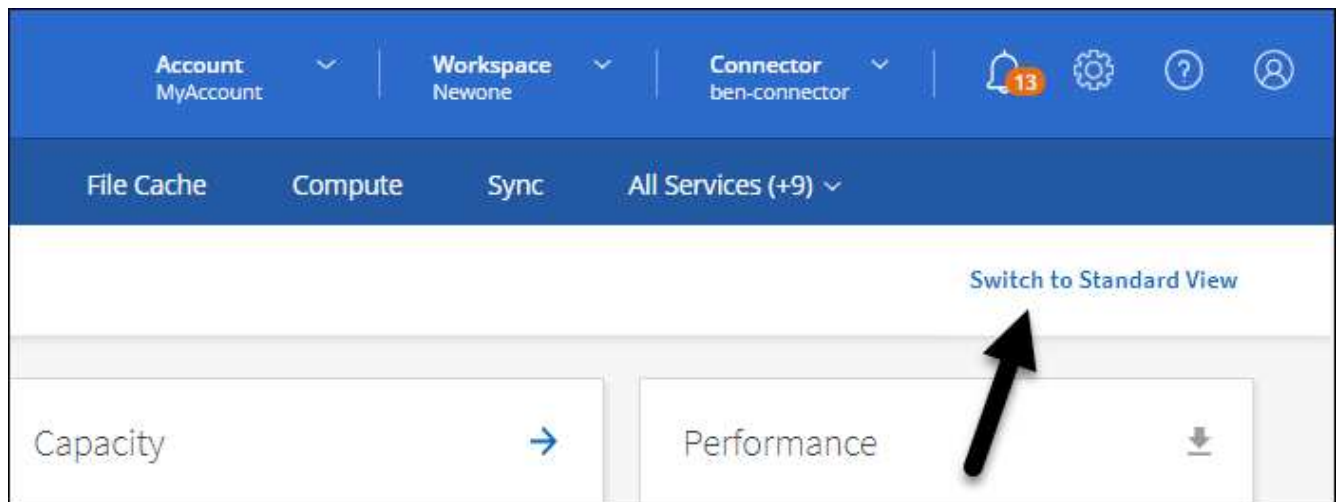 Account Workspace Connector
MyAccount Newone ben-connector 13
File Cache Compute Sync All Services (+9)
Switch to Standard View
Capacity Performance